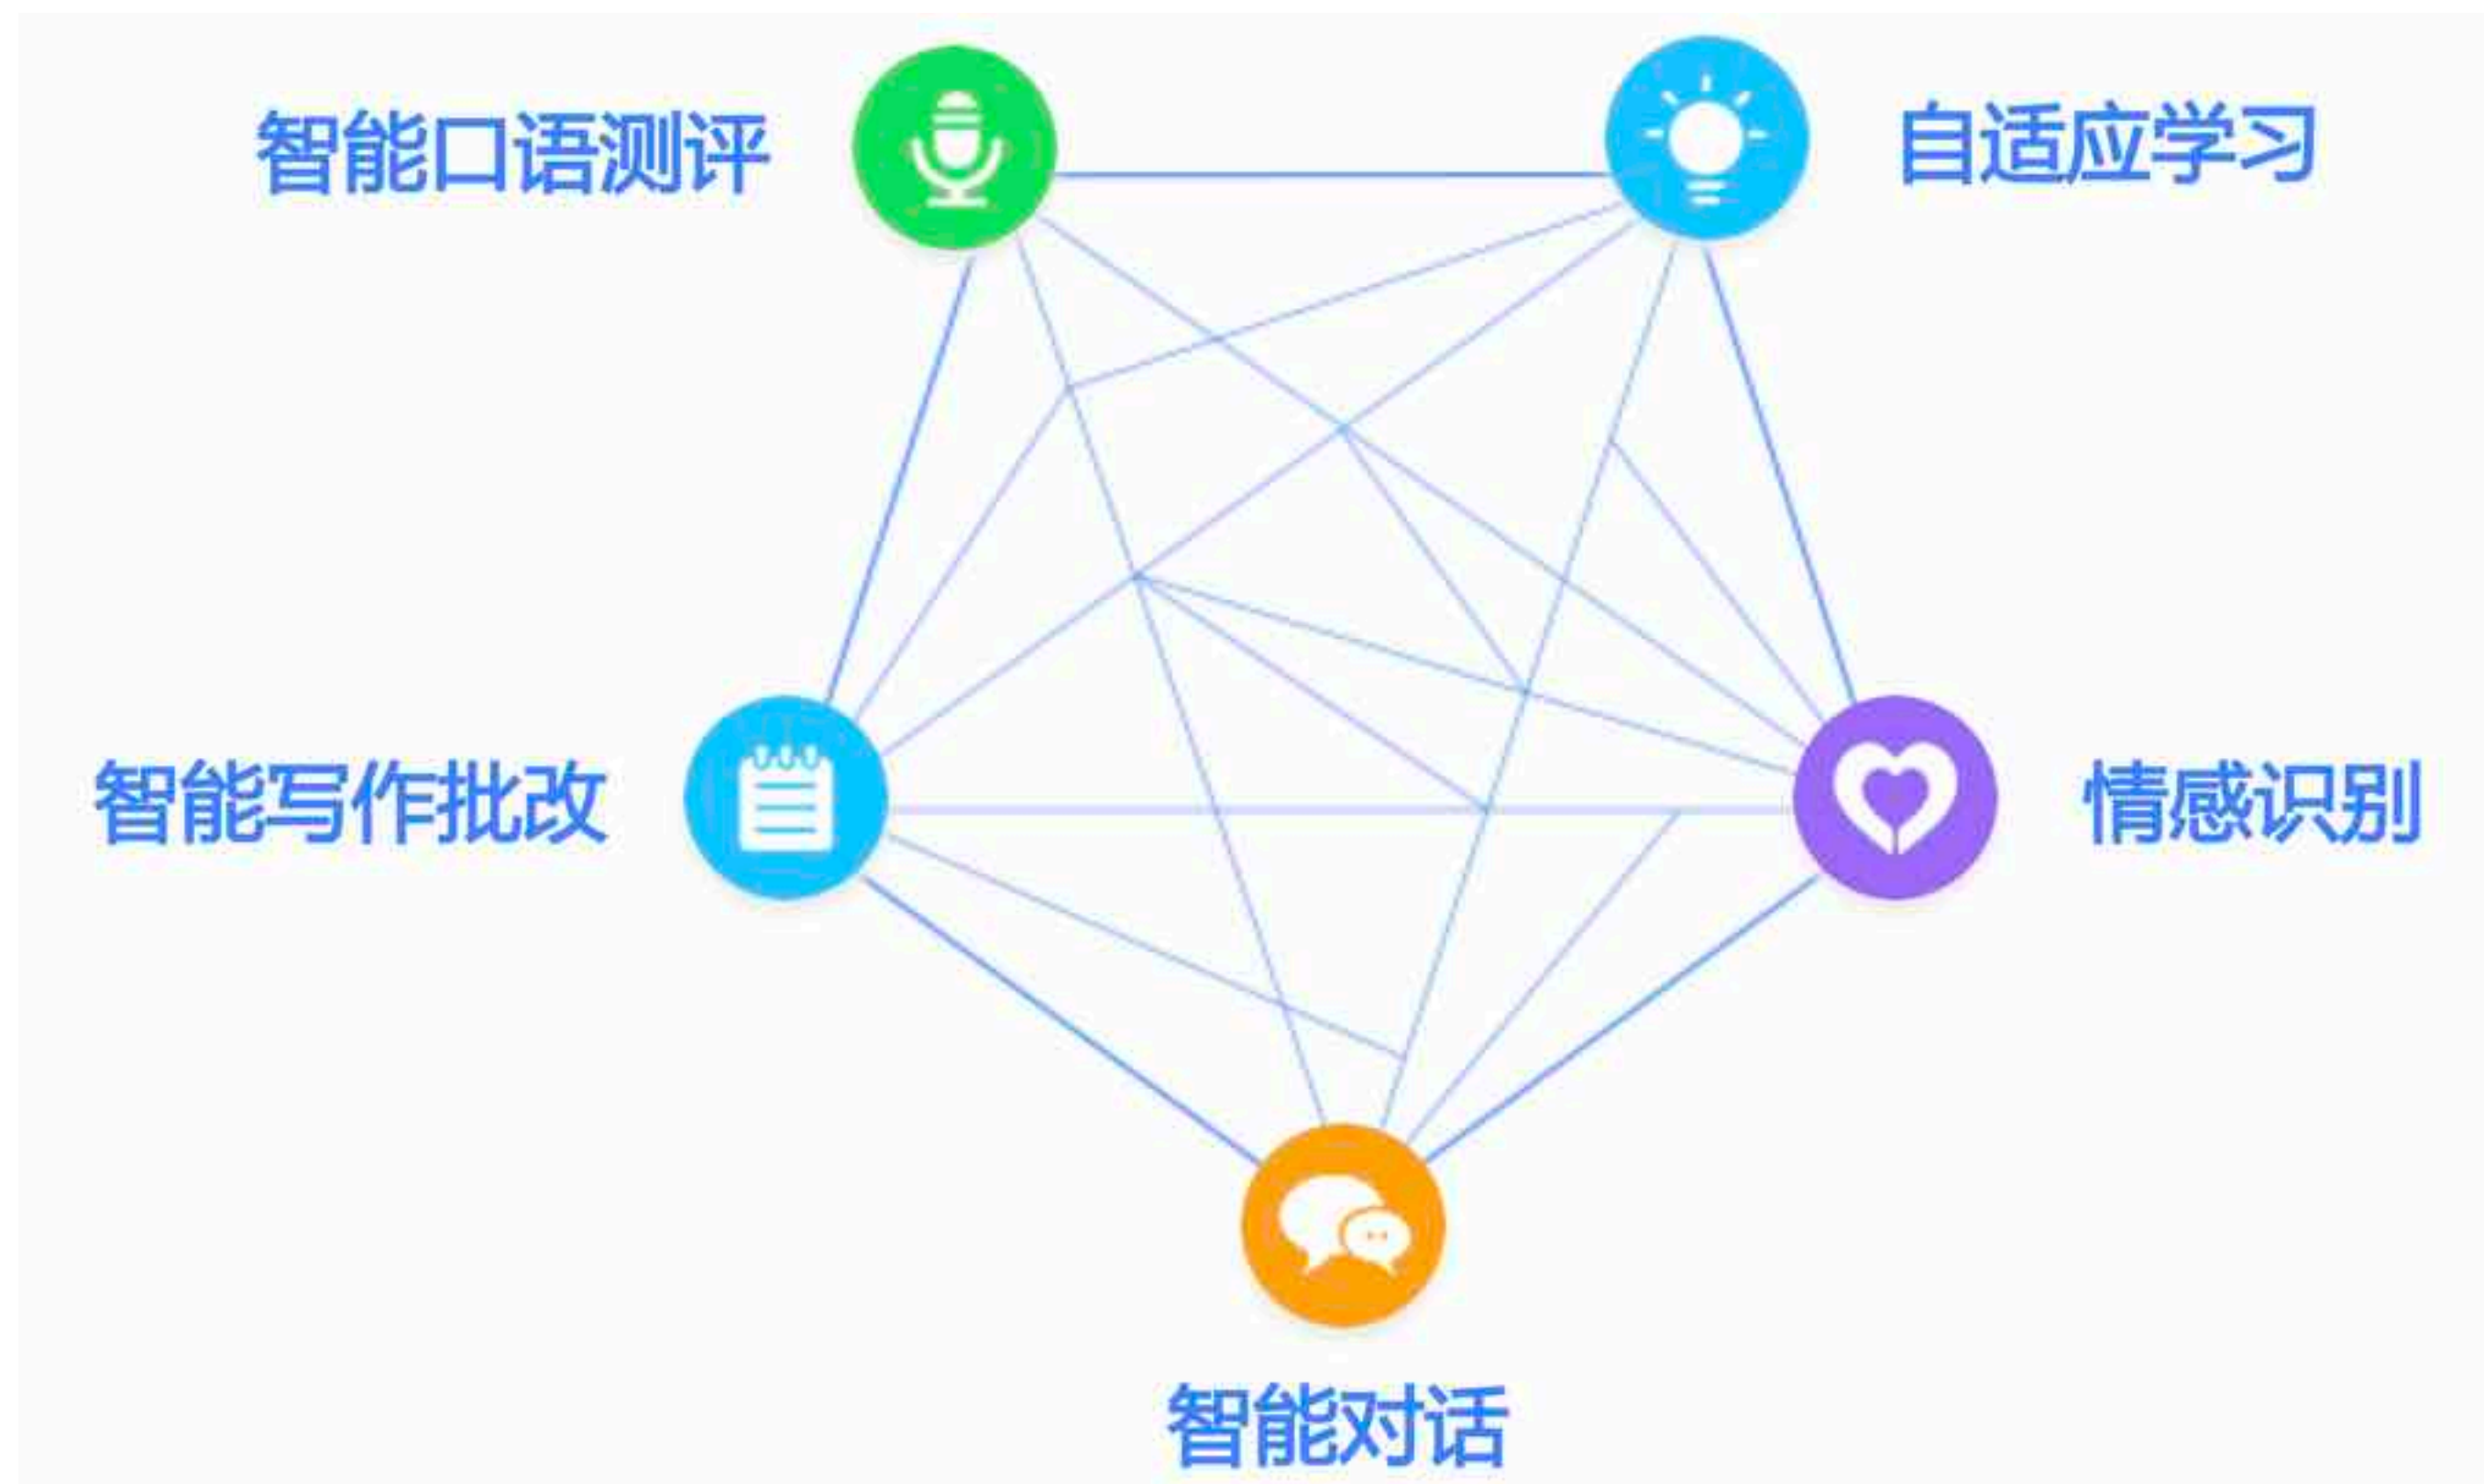 智能口语测评
自适应学习
智能写作批改
情感识别
智能对话